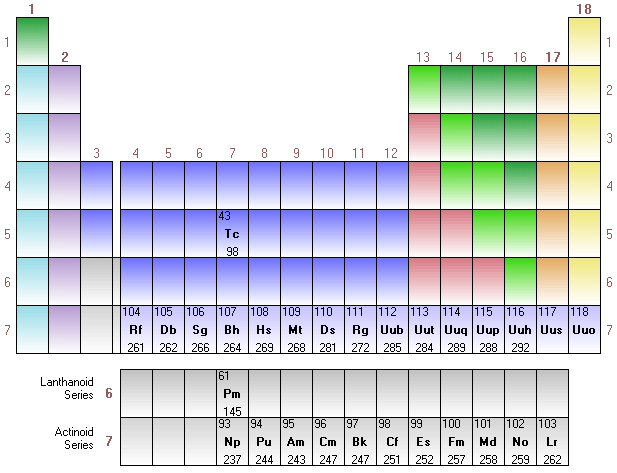 1 18
1 1
2 13 14 15 16 17
2 2
3 3
3 4 5 6 7 8 9 10 11 12
4 4
43
5 Tc 5
98
6 6
104 105 106 107 108 109 110 111 112 113 114 115 116 117 118
7 Rf Db Sg Bh Hs Mt Ds Rg Uub Uut Uuq Uup Uuh Uus Uuo 7
261 262 266 264 269 268 281 272 285 284 289 288 292
61
Lanthanoid Series 6 Pm
145
93 94 95 96 97 98 99 100 101 102 103
Actinoid Series 7 Np Pu Am Cm Bk Cf Es Fm Md No Lr
237 244 243 247 247 251 252 257 258 259 262